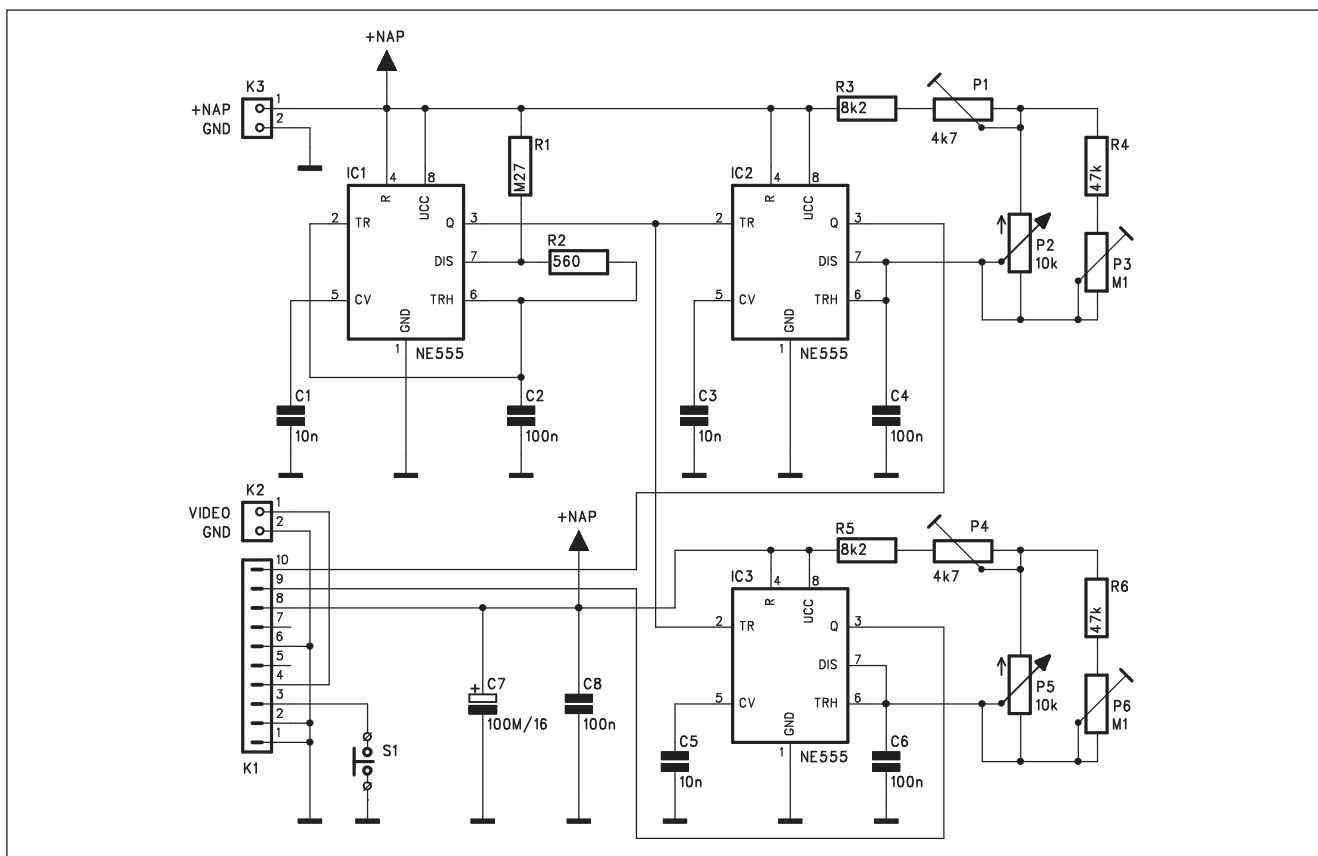 +NAP
K3
+NAP
GND
1
2
R1
M27
IC1
4
8
R
UCC
2
TR
Q
3
DIS
7
R2
560
5
CV
TRH
6
GND
1
NE555
C1
10n
C2
100n
R3
8k2
P1
4k7
R4
47k
IC2
4
8
R
UCC
2
TR
Q
3
DIS
7
5
CV
TRH
6
GND
1
NE555
P2
10k
P3
M1
C3
10n
C4
100n
K2
VIDEO
GND
1
2
10
9
8
7
6
5
4
3
2
1
K1
S1
+NAP
+
C7
100M/16
C8
100n
R5
8k2
P4
4k7
R6
47k
IC3
4
8
R
UCC
2
TR
Q
3
DIS
7
5
CV
TRH
6
GND
1
NE555
P5
10k
P6
M1
C5
10n
C6
100n